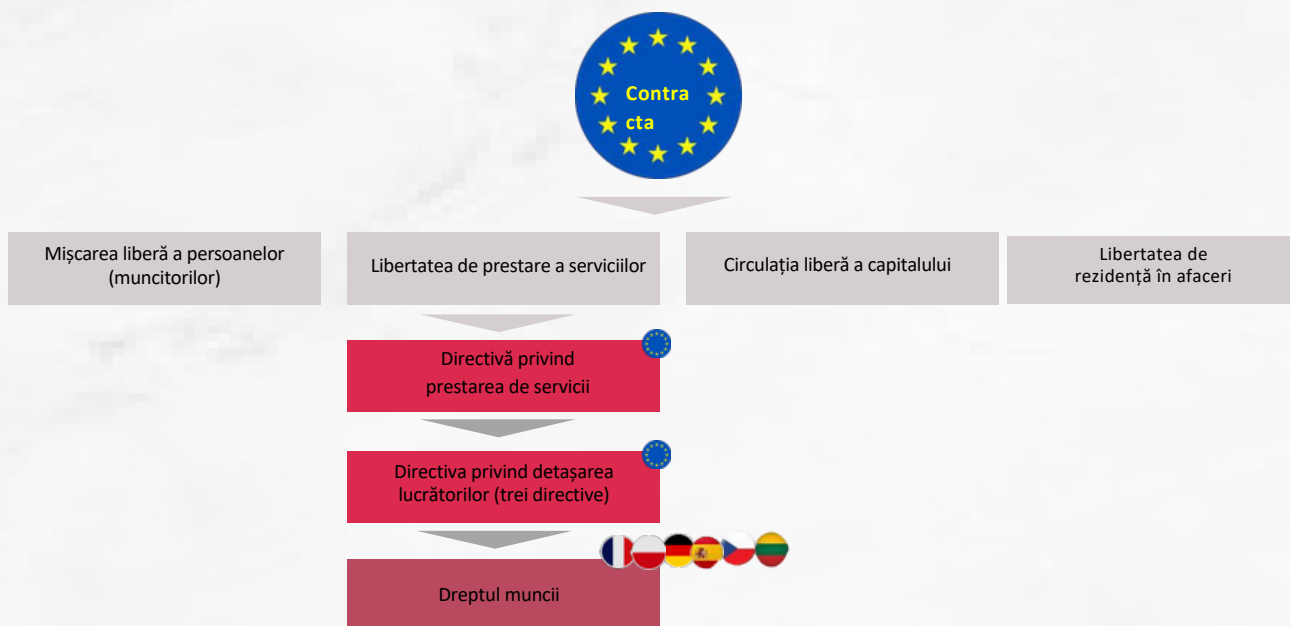 Contra
cta
Mișcarea liberă a persoanelor
(muncitorilor)
Libertatea de prestare a serviciilor
Circulația liberă a capitalului
Libertatea de
rezidență în afaceri
Directivă privind
prestarea de servicii
Directiva privind detașarea
lucrătorilor (trei directive)
Dreptul muncii